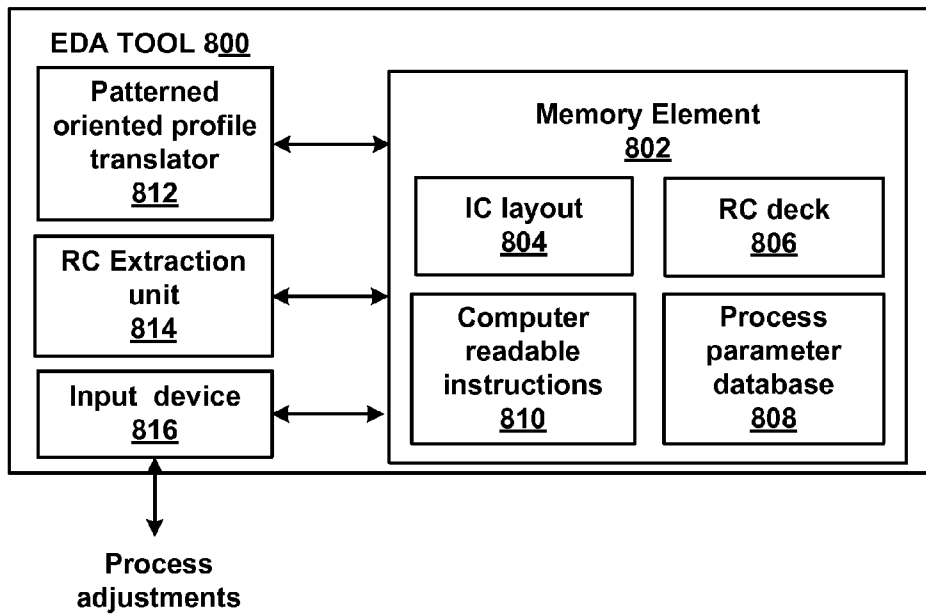 EDA TOOL 800
Patterned
oriented profile
translator
812
RC Extraction
unit
814
Input device
816
Memory Element
802
IC layout
804
RC deck
806
Computer
readable
instructions
810
Process
parameter
database
808
Process
adjustments